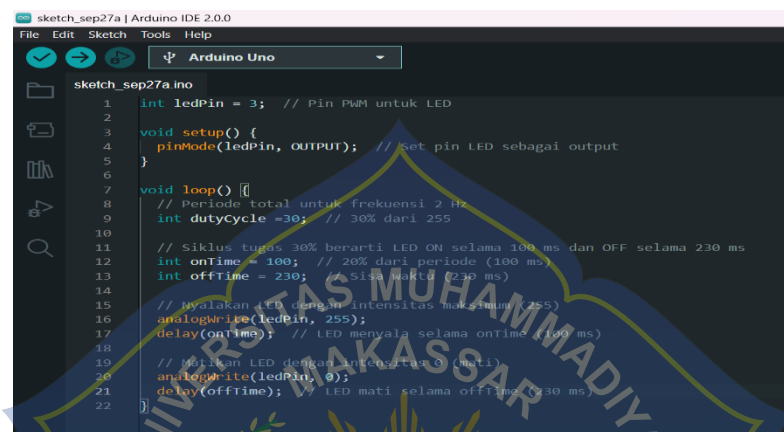 sketch_sep27a | Arduino IDE 2.0.0
File Edit Sketch Tools Help
Arduino Uno
sketch_sep27a.ino
1 int ledPin = 3; // Pin PWM untuk LED
2
3 void setup() {
4 pinMode(ledPin, OUTPUT); // Set pin LED sebagai output
5 }
6
7 void loop() {
8 // Periode total untuk frekuensi 2 Hz
9 int dutyCycle =30; // 30% dari 255
10
11 // Siklus tugas 30% berarti LED ON selama 100 ms dan OFF selama 230 ms
12 int onTime = 100; // 20% dari periode (100 ms)
13 int offTime = 230; // Sisa waktu (230 ms)
14
15 // Nyalakan LED dengan intensitas maksimum (255)
16 analogWrite(ledPin, 255);
17 delay(onTime); // LED menyala selama onTime (100 ms)
18
19 // Matikan LED dengan intensitas 0 (mati)
20 analogWrite(ledPin, 0);
21 delay(offTime); // LED mati selama offTime (230 ms)
22 }
MUHAMMADIY
MAKASSAR